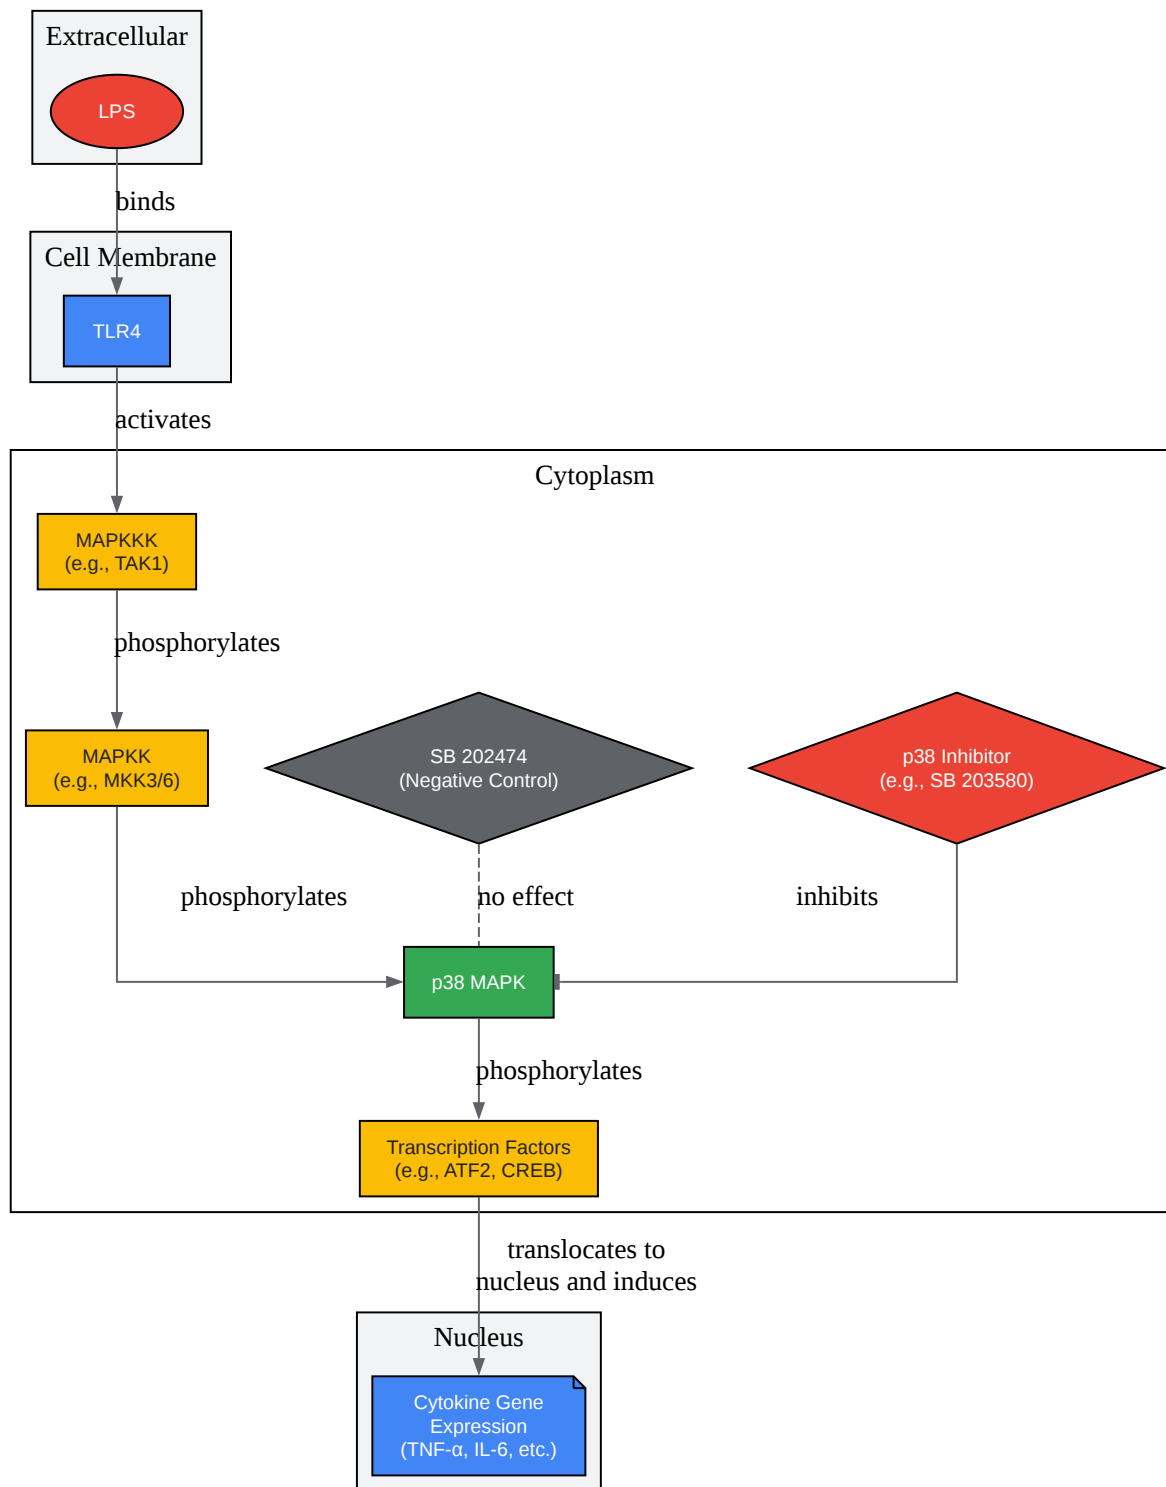 Extracellular
LPS
binds
Cell Membrane
TLR4
activates
Cytoplasm
MAPKKK
(e.g., TAK1)
phosphorylates
MAPKK
(e.g., MKK3/6)
SB 202474
(Negative Control)
p38 Inhibitor
(e.g., SB 203580)
phosphorylates
no effect
inhibits
p38 MAPK
phosphorylates
Transcription Factors
(e.g., ATF2, CREB)
translocates to
nucleus and induces
Nucleus
Cytokine Gene
Expression
(TNF-α, IL-6, etc.)